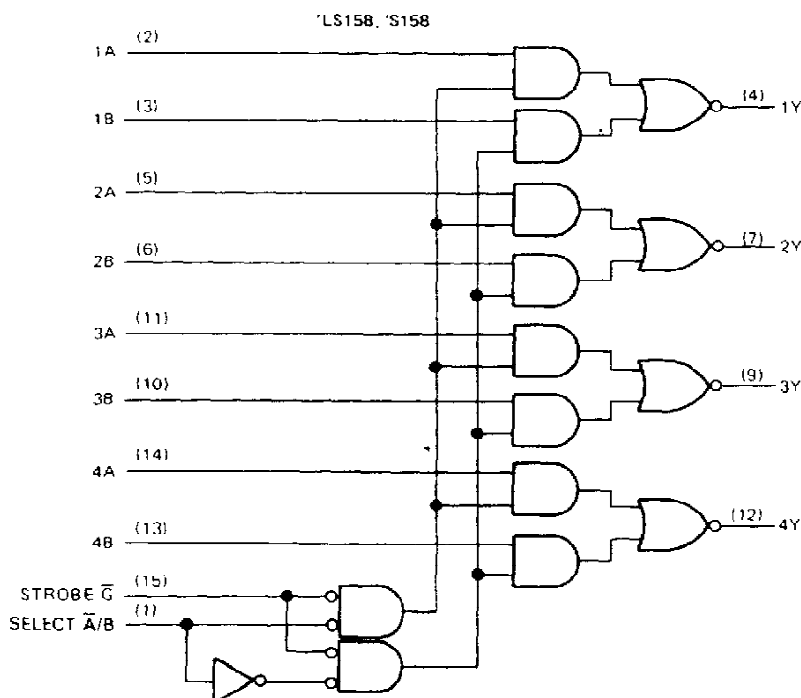 'LS158, 'S158
1A (2)
1B (3)
(4) 1Y
2A (5)
2B (6)
(7) 2Y
3A (11)
3B (10)
(9) 3Y
4A (14)
4B (13)
(12) 4Y
STROBE G̅ (15)
SELECT A̅/B (1)